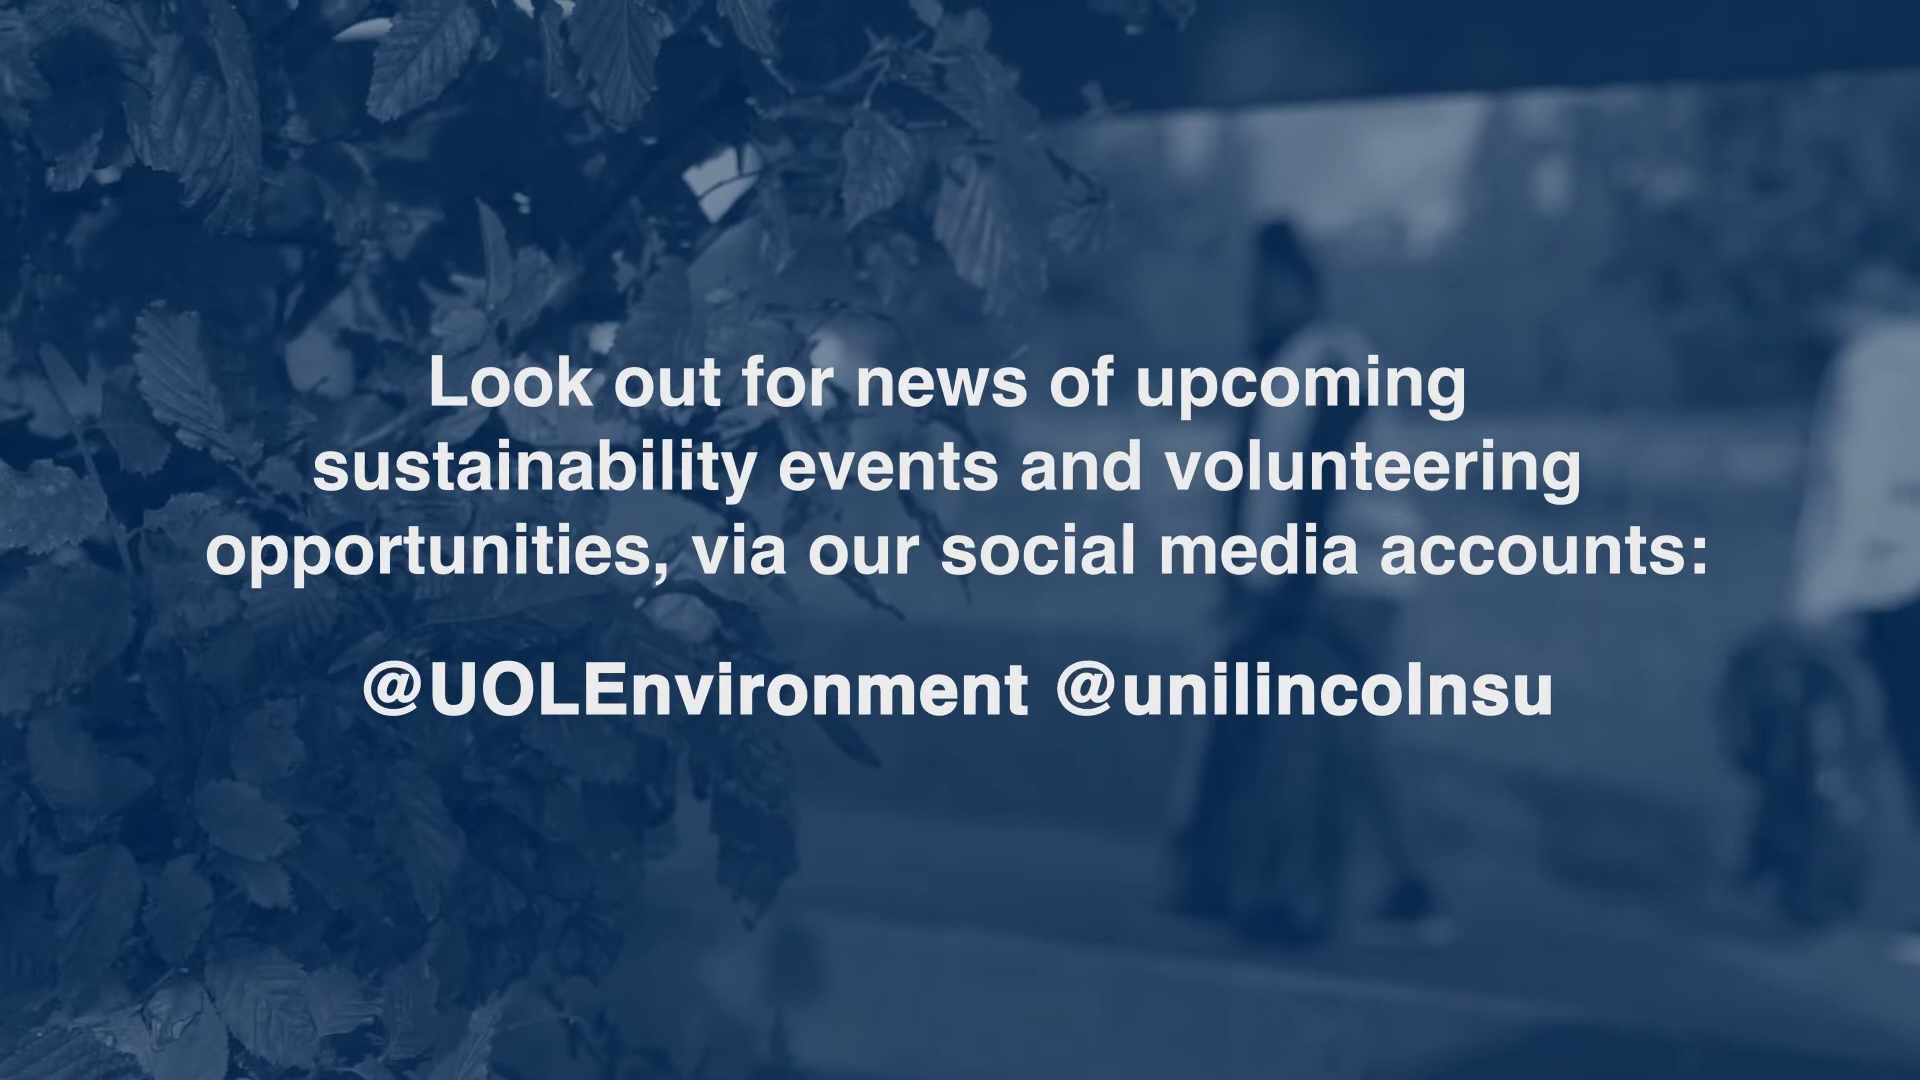 Look out for news of upcoming
sustainability events and volunteering
opportunities, via our social media accounts:
@UOLEnvironment @unilincolnsu